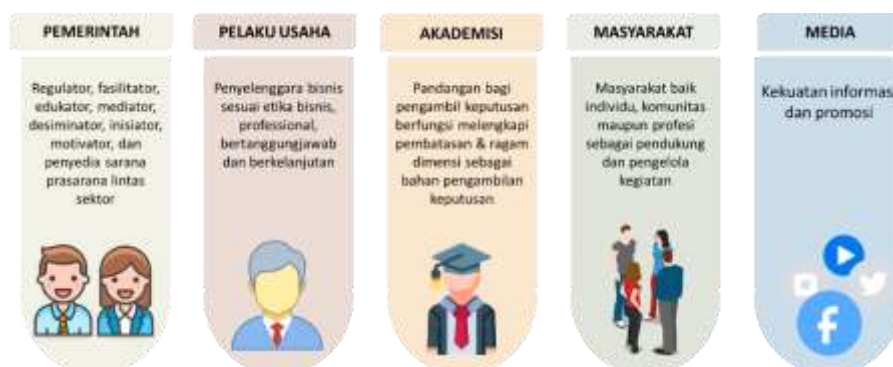 PEMERINTAH
Regulator, fasilitator,
edukator, mediator,
desiminator, inisiator,
motivator, dan
penyedia sarana
prasarana lintas
sektor
PELAKU USAHA
Penyelenggara bisnis
sesuai etika bisnis,
professional,
bertanggungjawab
dan berkelanjutan
AKADEMISI
Pandangan bagi
pengambil keputusan
berfungsi melengkapi
pembatasan & ragam
dimensi sebagai
bahan pengambilan
keputusan
MASYARAKAT
Masyarakat baik
individu, komunitas
maupun profesi
sebagai pendukung
dan pengelola
kegiatan
MEDIA
Kekuatan informas
dan promosi